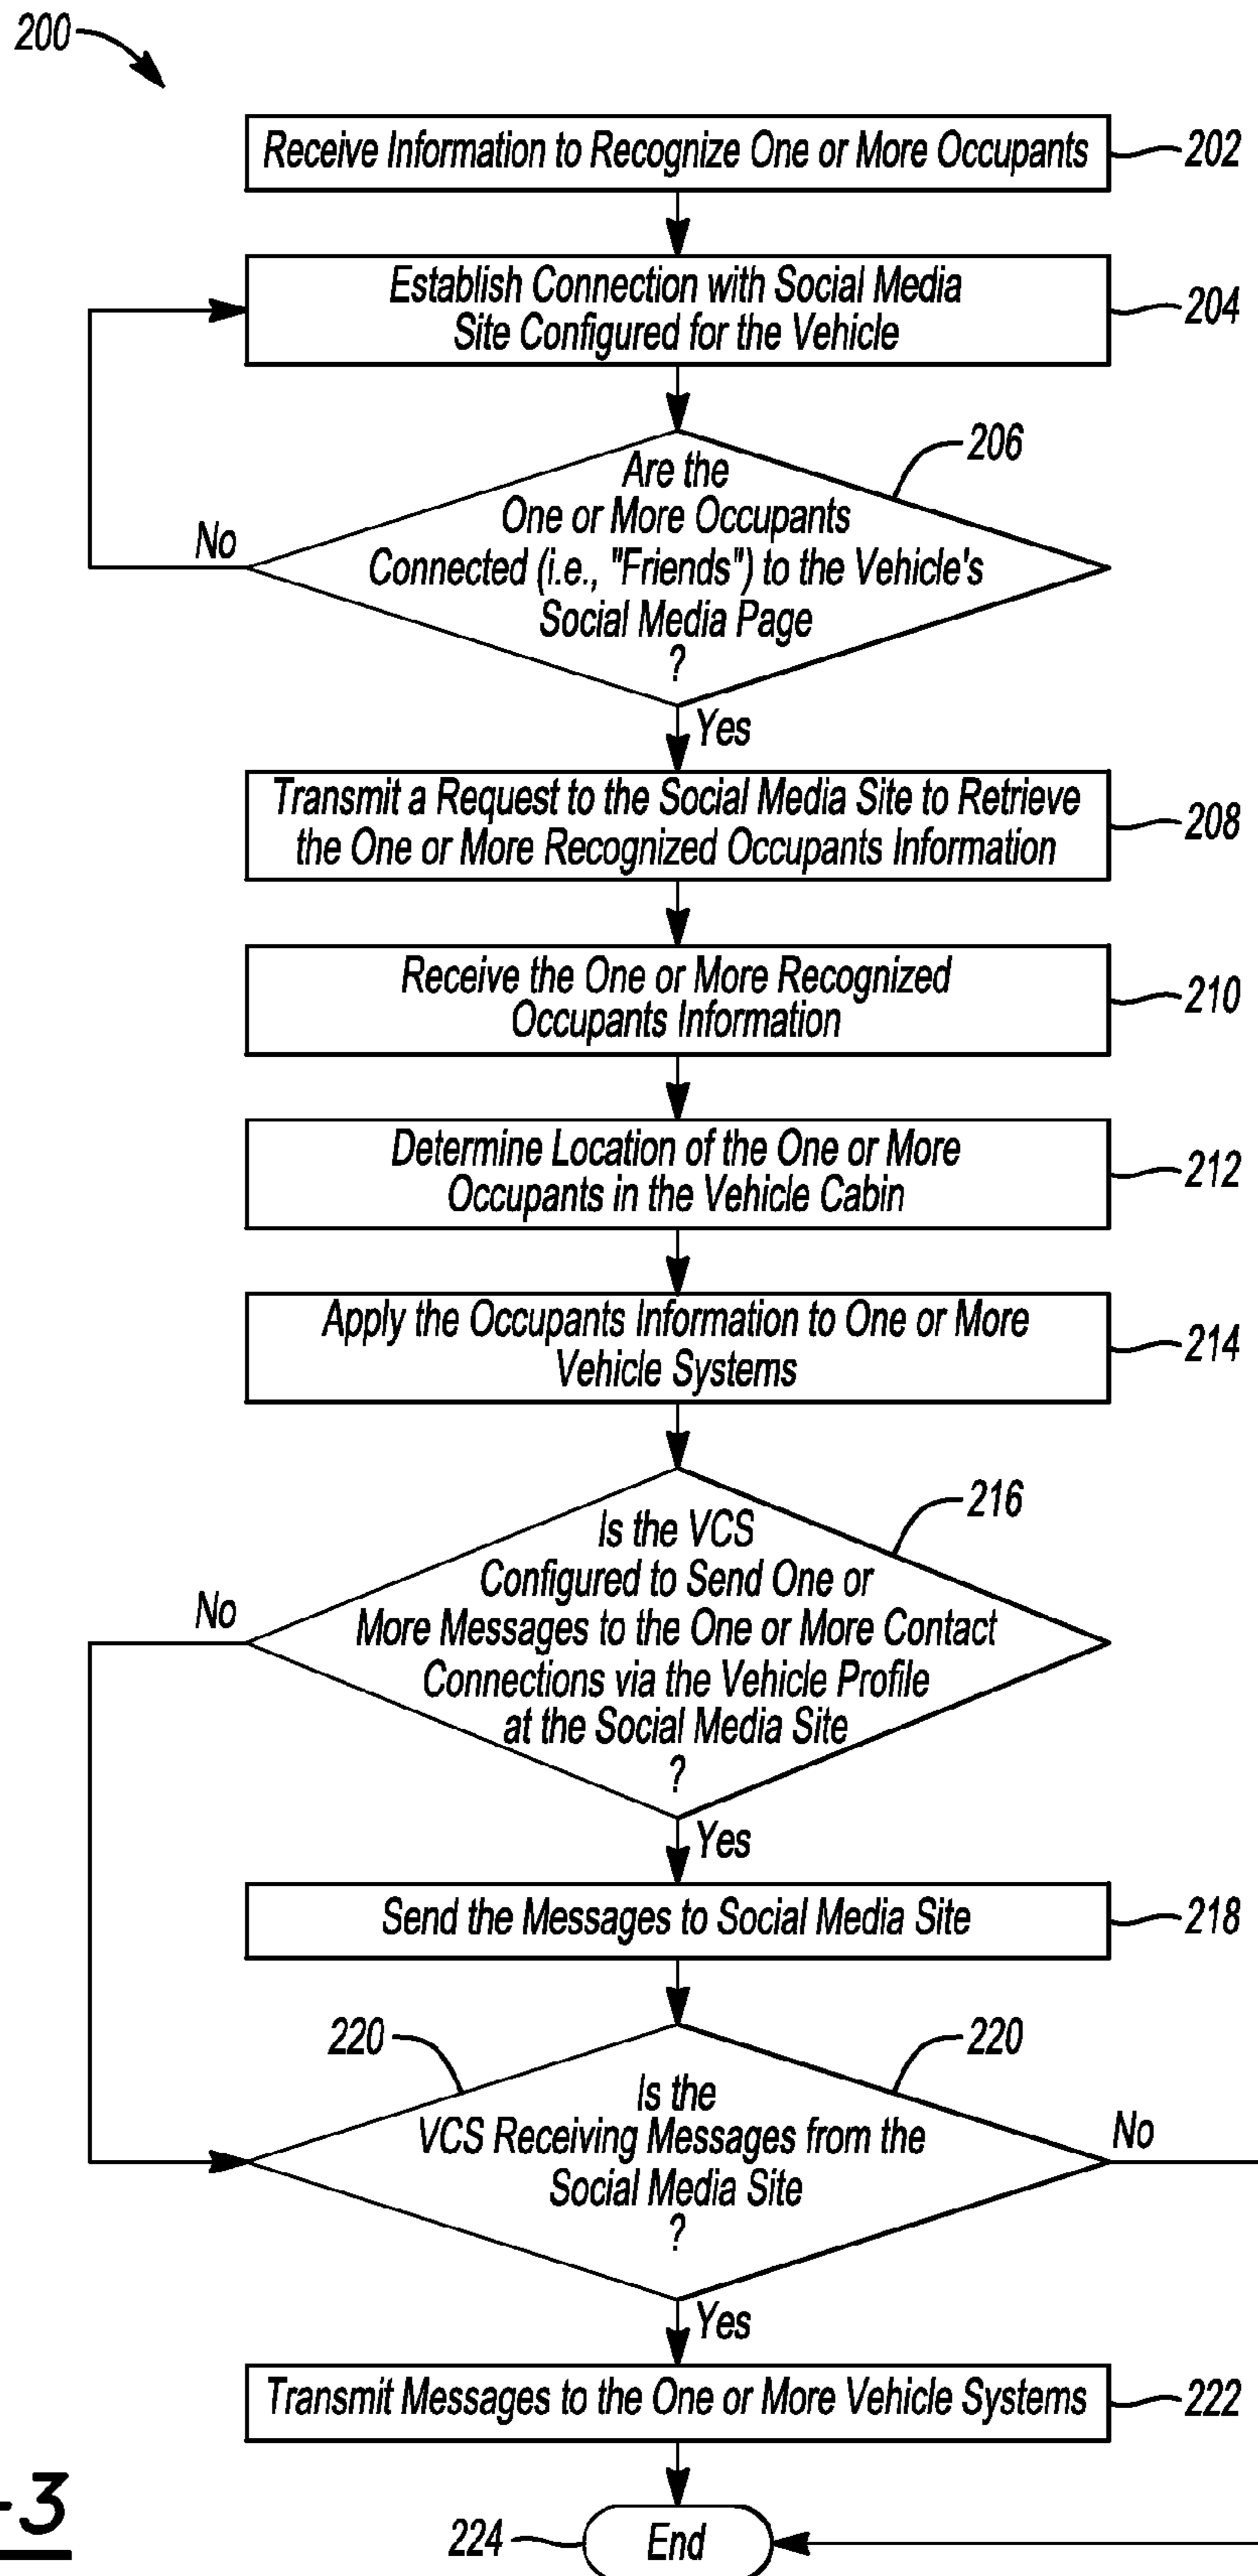 200
Receive Information to Recognize One or More Occupants
202
Establish Connection with Social Media
Site Configured for the Vehicle
204
206
Are the
One or More Occupants
Connected (i.e., "Friends") to the Vehicle's
Social Media Page
?
No
Yes
Transmit a Request to the Social Media Site to Retrieve
the One or More Recognized Occupants Information
208
Receive the One or More Recognized
Occupants Information
210
Determine Location of the One or More
Occupants in the Vehicle Cabin
212
Apply the Occupants Information to One or More
Vehicle Systems
214
216
Is the VCS
Configured to Send One or
More Messages to the One or More Contact
Connections via the Vehicle Profile
at the Social Media Site
?
No
Yes
Send the Messages to Social Media Site
218
220
220
Is the
VCS Receiving Messages from the
Social Media Site
?
No
Yes
Transmit Messages to the One or More Vehicle Systems
222
-3
224
End